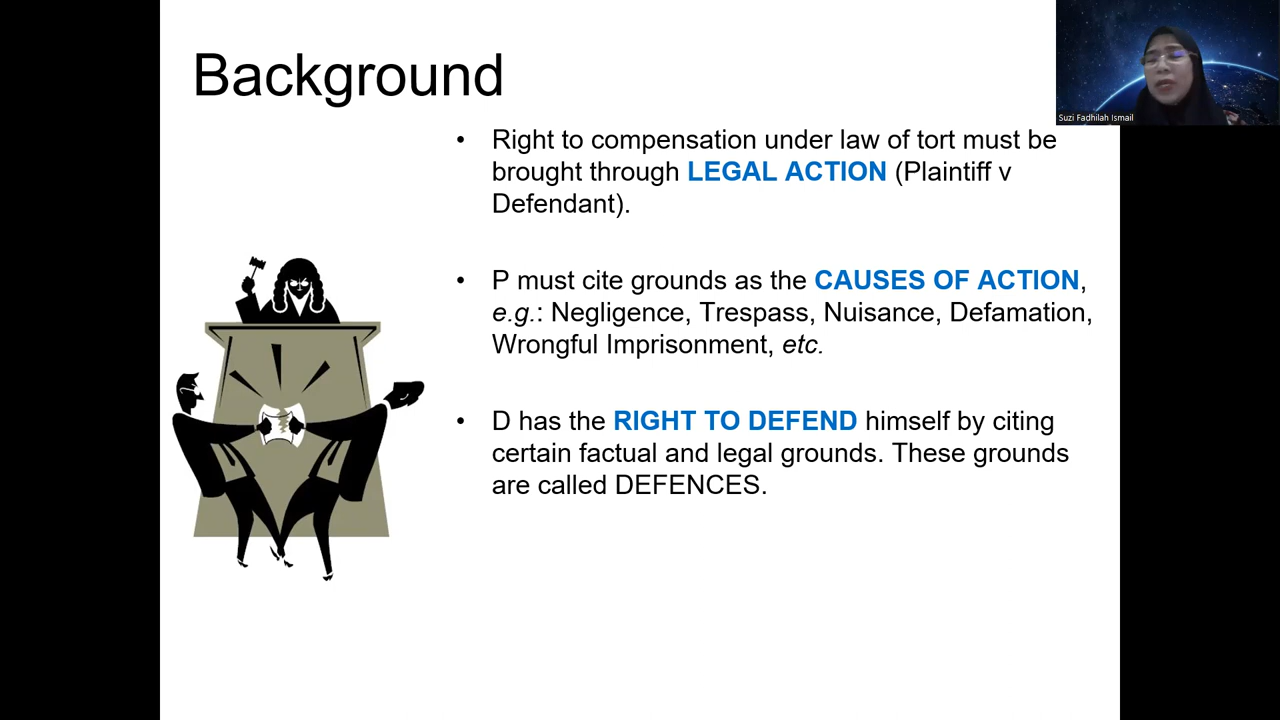 Background
Suzi Fadhilah Ismail
• Right to compensation under law of tort must be
brought through LEGAL ACTION (Plaintiff v
Defendant).
• P must cite grounds as the CAUSES OF ACTION,
e.g.: Negligence, Trespass, Nuisance, Defamation,
Wrongful Imprisonment, etc.
• D has the RIGHT TO DEFEND himself by citing
certain factual and legal grounds. These grounds
are called DEFENCES.